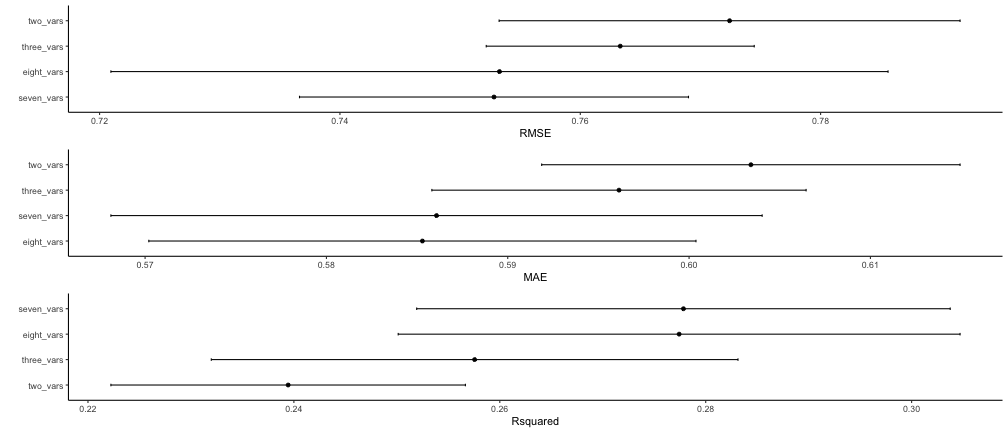 two_vars
three_vars
eight_vars
seven_vars
0.72 0.74 0.76 0.78
RMSE
two_vars
three_vars
seven_vars
eight_vars
0.57 0.58 0.59 0.60 0.61
MAE
seven_vars
eight_vars
three_vars
two_vars
0.22 0.24 0.26 0.28 0.30
Rsquared